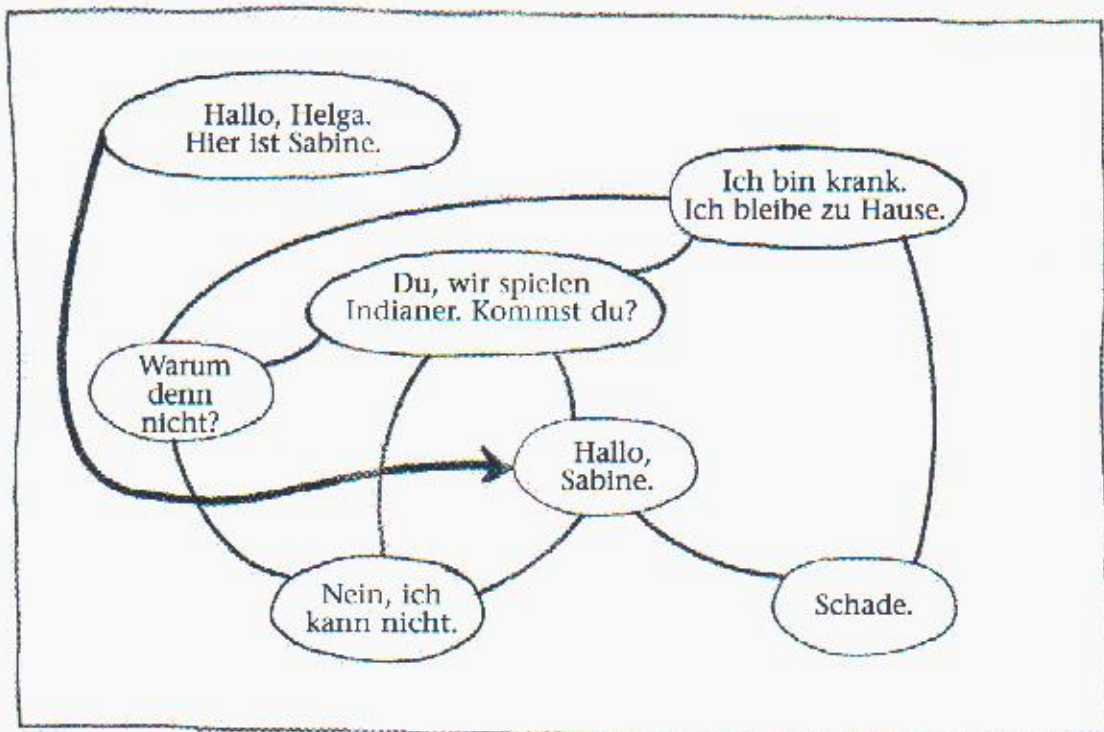 Hallo, Helga.
Hier ist Sabine.
Ich bin krank.
Ich bleibe zu Hause.
Du, wir spielen
Indianer. Kommst du?
Warum
denn
nicht?
Hallo,
Sabine.
Nein, ich
kann nicht.
Schade.